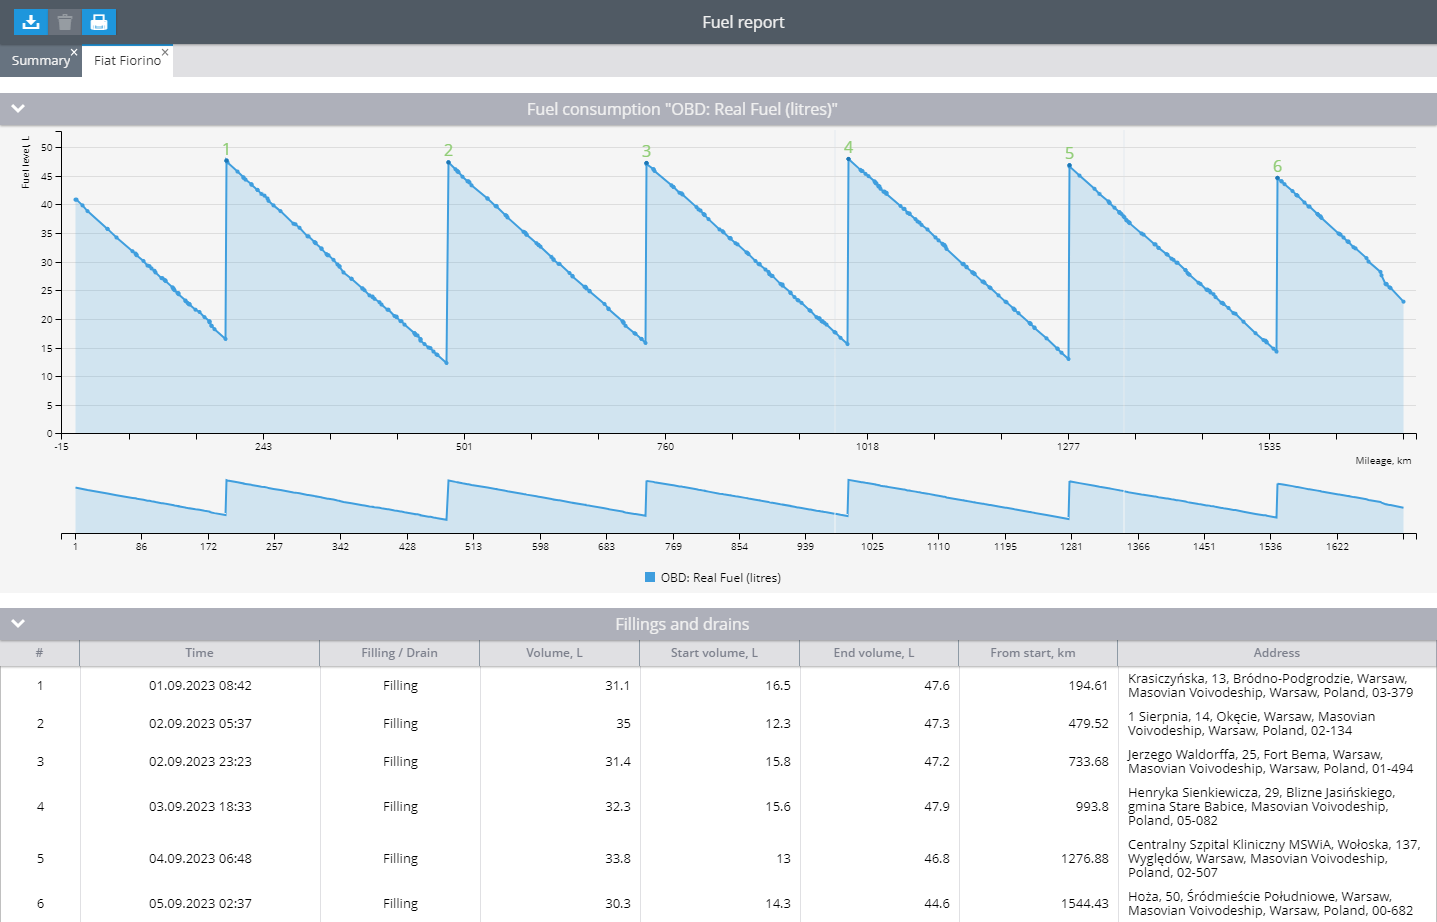 Fuel report
Summary
Fiat Fiorino
Fuel consumption "OBD: Real Fuel (litres)"
Fuel level, L
50
45
40
35
30
25
20
15
10
5
0
1
2
3
4
5
6
-15
243
501
760
1018
1277
1535
Mileage, km
1
86
172
257
342
428
513
598
683
769
854
939
1025
1110
1195
1281
1366
1451
1536
1622
OBD: Real Fuel (litres)
Fillings and drains
# Time Filling / Drain Volume, L Start volume, L End volume, L From start, km Address
1 01.09.2023 08:42 Filling 31.1 16.5 47.6 194.61 Krasiczyńska, 13, Bródno-Podgrodzie, Warsaw,
Masovian Voivodeship, Warsaw, Poland, 03-379
2 02.09.2023 05:37 Filling 35 12.3 47.3 479.52 1 Sierpnia, 14, Okęcie, Warsaw, Masovian
Voivodeship, Warsaw, Poland, 02-134
3 02.09.2023 23:23 Filling 31.4 15.8 47.2 733.68 Jerzego Waldorffa, 25, Fort Bema, Warsaw,
Masovian Voivodeship, Warsaw, Poland, 01-494
4 03.09.2023 18:33 Filling 32.3 15.6 47.9 993.8 Henryka Sienkiewicza, 29, Blizne Jasińskiego,
gmina Stare Babice, Masovian Voivodeship,
Poland, 05-082
5 04.09.2023 06:48 Filling 33.8 13 46.8 1276.88 Centralny Szpital Kliniczny MSWiA, Wołoska, 137,
Wyględów, Warsaw, Masovian Voivodeship,
Poland, 02-507
6 05.09.2023 02:37 Filling 30.3 14.3 44.6 1544.43 Hoża, 50, Śródmieście Południowe, Warsaw,
Masovian Voivodeship, Warsaw, Poland, 00-682